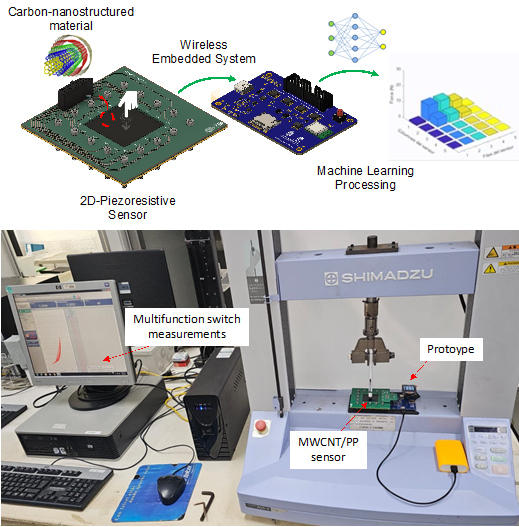 Carbon-nanostructured
material
Wireless
Embedded System
2D-Piezoresistive
Sensor
Machine Learning
Processing
Force (N)
SHIMADZU
Multifunction switch
measurements
Protoype
MWCNT/PP
sensor